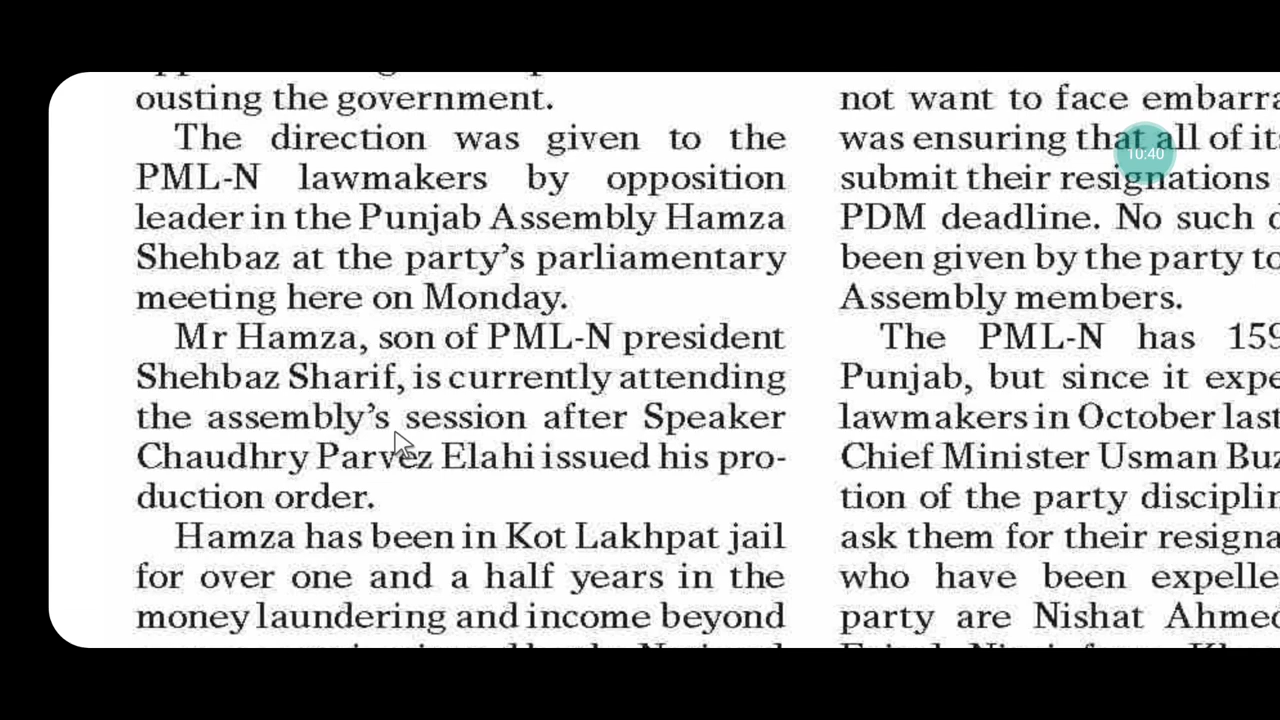 ousting the government.
The direction was given to the
PML-N lawmakers by opposition
leader in the Punjab Assembly Hamza
Shehbaz at the party's parliamentary
meeting here on Monday.
Mr Hamza, son of PML-N president
Shehbaz Sharif, is currently attending
the assembly's session after Speaker
Chaudhry Parvez Elahi issued his pro-
duction order.
Hamza has been in Kot Lakhpat jail
for over one and a half years in the
money laundering and income beyond
not want to face
was ensuring that all of its
submit their resignations
PDM deadline. No such
been given by the party to
Assembly members.
The PML-N has 159
Punjab, but since it
lawmakers in October last
Chief Minister Usman
tion of the party
ask them for their
who have been
party are Nishat
10:40